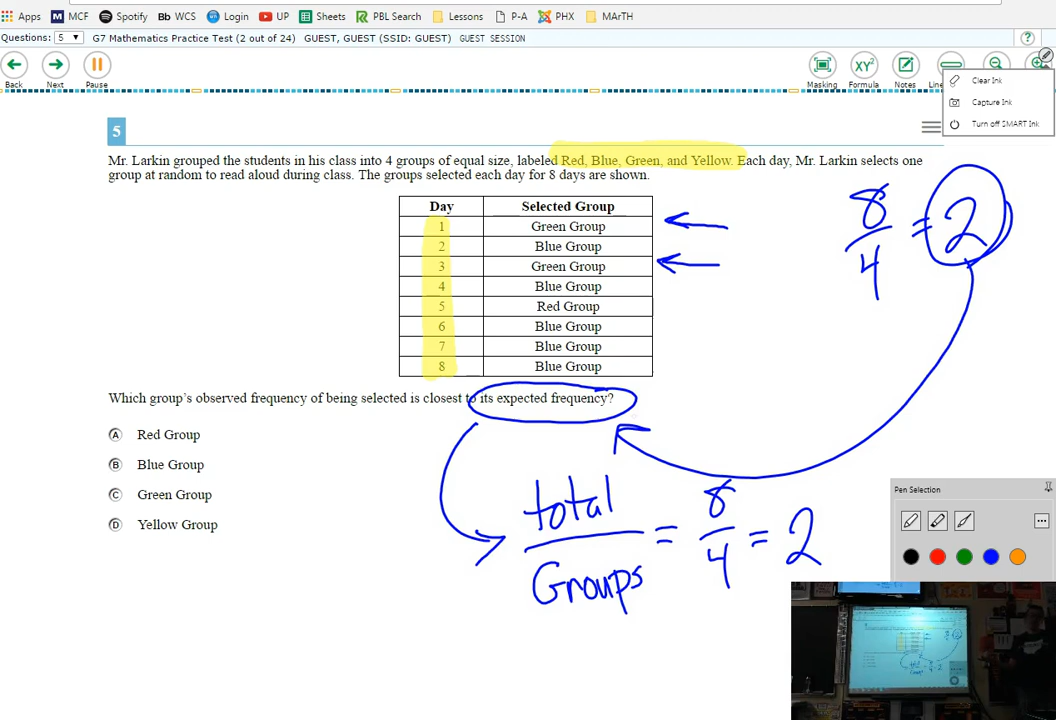 Apps MCF Spotify Bb WCS Login UP Sheets PBL Search Lessons P-A PHX MArTH
Questions: 5 G7 Mathematics Practice Test (2 out of 24) GUEST, GUEST (SSID: GUEST) GUEST SESSION
Back Next Pause Masking Formula Notes
XY²
Clear Ink
Capture Ink
Turn off SMART Ink
5
Mr. Larkin grouped the students in his class into 4 groups of equal size, labeled Red, Blue, Green, and Yellow. Each day, Mr. Larkin selects one
group at random to read aloud during class. The groups selected each day for 8 days are shown.
Day Selected Group
1 Green Group
2 Blue Group
3 Green Group
4 Blue Group
5 Red Group
6 Blue Group
7 Blue Group
8 Blue Group
8/4 = 2
Which group's observed frequency of being selected is closest to its expected frequency?
A Red Group
B Blue Group
C Green Group
D Yellow Group
total/Groups = 8/4 = 2
Pen Selection